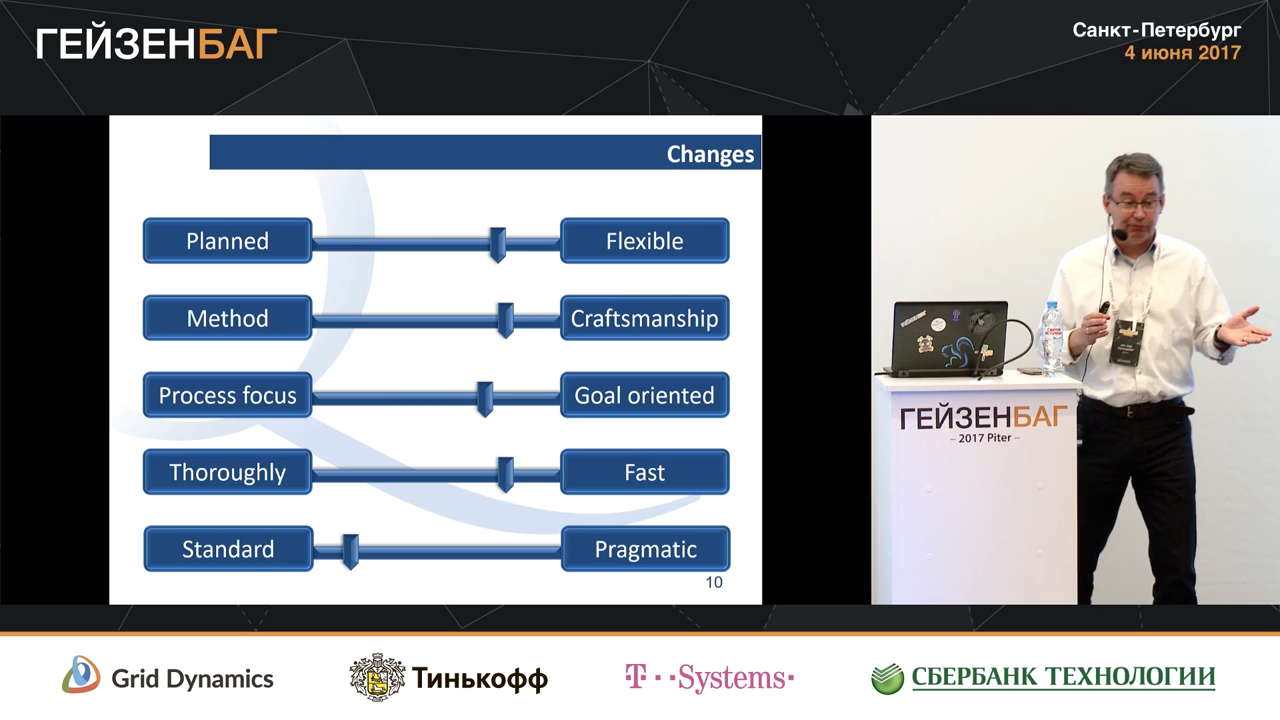 ГЕЙЗЕНБАГ
Санкт-Петербург
4 июня 2017
Changes
Planned
Flexible
Method
Craftsmanship
Process focus
Goal oriented
Thoroughly
Fast
Standard
Pragmatic
10
ГЕЙЗЕНБАГ
– 2017 Piter –
Grid Dynamics
Тинькофф
T··Systems·
СБЕРБАНК ТЕХНОЛОГИИ